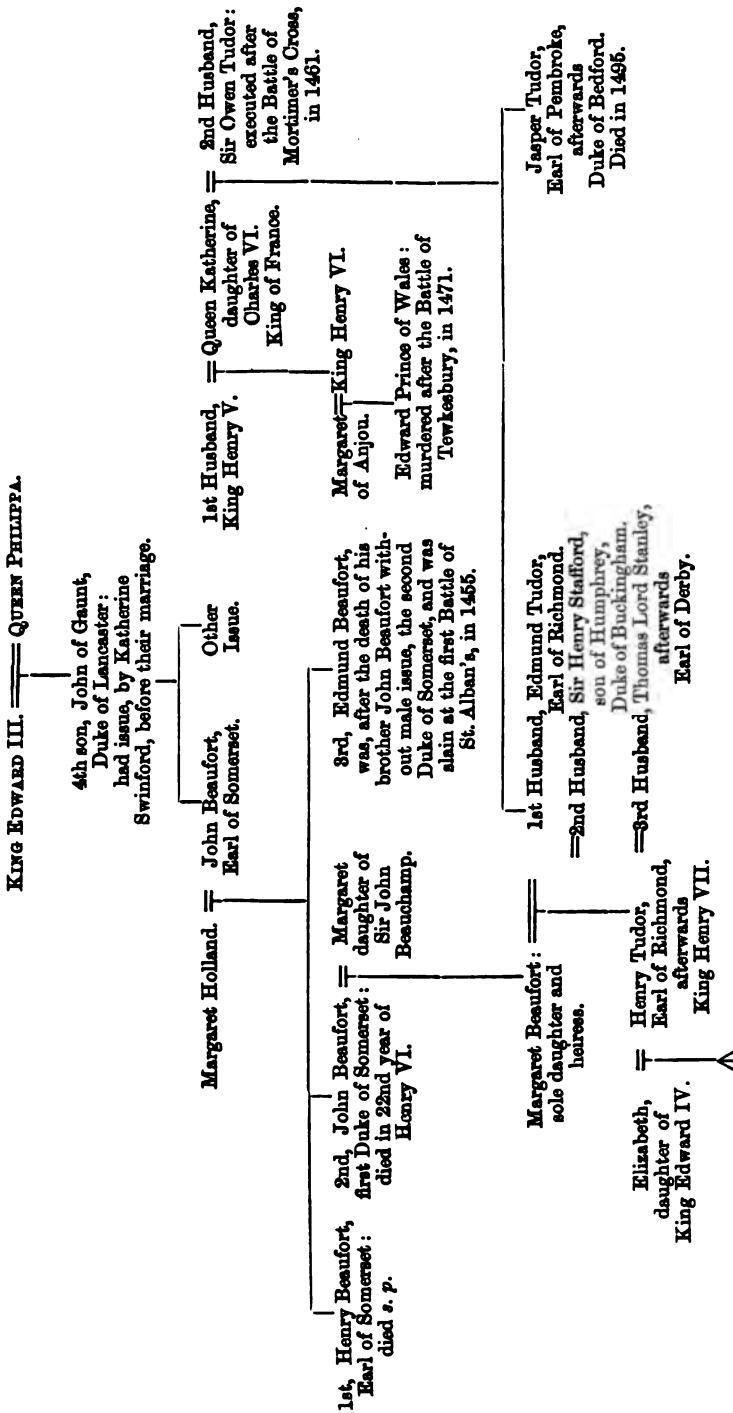 KING EDWARD III. == QUEEN PHILIPPA.
4th son, John of Gaunt,
Duke of Lancaster:
had issue, by Katherine
Swinford, before their marriage.
Margaret Holland. =
John Beaufort,
Earl of Somerset.
Other
Issue.
1st Husband,
King Henry V.
= Queen Katherine,
daughter of
Charles VI.
King of France.
= 2nd Husband,
Sir Owen Tudor:
executed after
the Battle of
Mortimer's Cross,
in 1461.
Margaret
of Anjou.
=King Henry VI.
Edward Prince of Wales:
murdered after the Battle of
Tewkesbury, in 1471.
1st, Henry Beaufort,
Earl of Somerset:
died s. p.
2nd, John Beaufort,
first Duke of Somerset:
died in 22nd year of
Henry VI.
= Margaret
daughter of
Sir John
Beauchamp.
3rd, Edmund Beaufort,
was, after the death of his
brother John Beaufort with-
out male issue, the second
Duke of Somerset, and was
slain at the first Battle of
St. Alban's, in 1455.
Jasper Tudor,
Earl of Pembroke,
afterwards
Duke of Bedford.
Died in 1495.
Margaret Beaufort:
sole daughter and
heiress.
== 1st Husband, Edmund Tudor,
Earl of Richmond.
=2nd Husband, Sir Henry Stafford,
son of Humphrey,
Duke of Buckingham.
=3rd Husband, Thomas Lord Stanley,
afterwards
Earl of Derby.
Elizabeth,
daughter of
King Edward IV.
= Henry Tudor,
Earl of Richmond,
afterwards
King Henry VII.